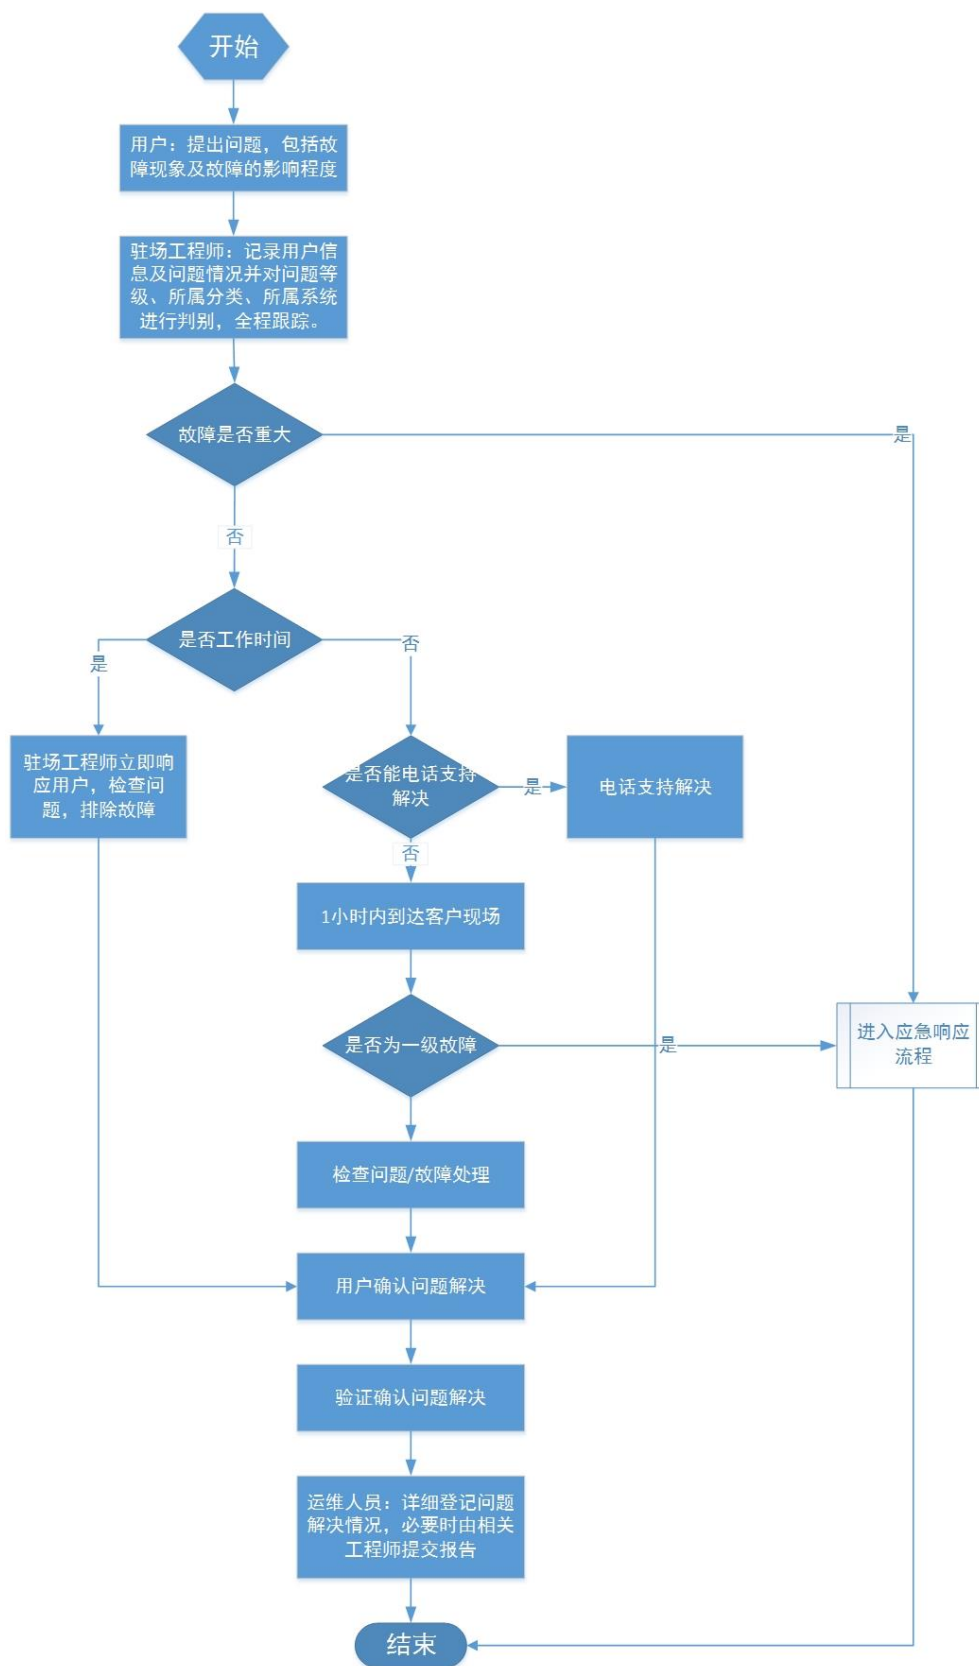 开始
用户：提出问题，包括故
障现象及故障的影响程度
驻场工程师：记录用户信
息及问题情况并对问题等
级、所属分类、所属系统
进行判别，全程跟踪。
故障是否重大
是
否
是否工作时间
是
否
驻场工程师立即响
应用户，检查问
题，排除故障
是否能电话支持
解决
是
电话支持解决
否
1小时内到达客户现场
是否为一级故障
是
进入应急响应
流程
检查问题/故障处理
用户确认问题解决
验证确认问题解决
运维人员：详细登记问题
解决情况，必要时由相关
工程师提交报告
结束